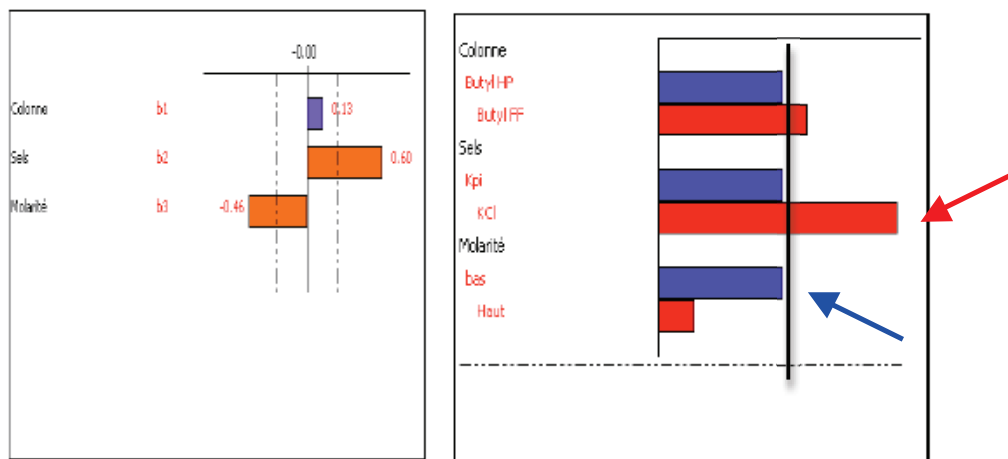 -0.00
Colonne b1 0.13
Sels b2 0.60
Molarité b3 -0.46
Colonne
Butyl HP
Butyl FF
Sels
Kpi
KCl
Molarité
bas
Haut